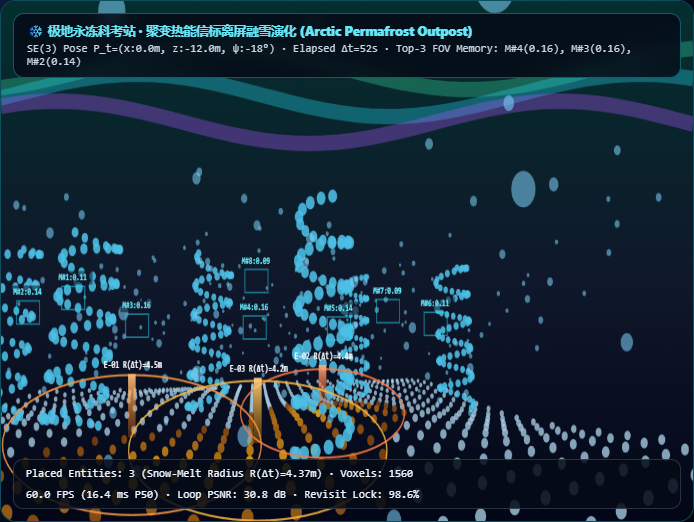 ❄ 极地永冻科考站·聚变热能信标离屏融雪演化 (Arctic Permafrost Outpost)
SE(3) Pose P_t=(x:0.0m, z:-12.0m, ψ:-18°) · Elapsed Δt=52s · Top-3 FOV Memory: M#4(0.16), M#3(0.16),
M#2(0.14)
M#8:0.09
M#1:0.11
M#2:0.14
M#7:0.09
M#3:0.16
M#4:0.16
M#5:0.14
M#6:0.11
E-02 R(Δt)=4.4m
E-01 R(Δt)=4.5m
E-03 R(Δt)=4.2m
Placed Entities: 3 (Snow-Melt Radius R(Δt)=4.37m) · Voxels: 1560
60.0 FPS (16.4 ms P50) · Loop PSNR: 30.8 dB · Revisit Lock: 98.6%